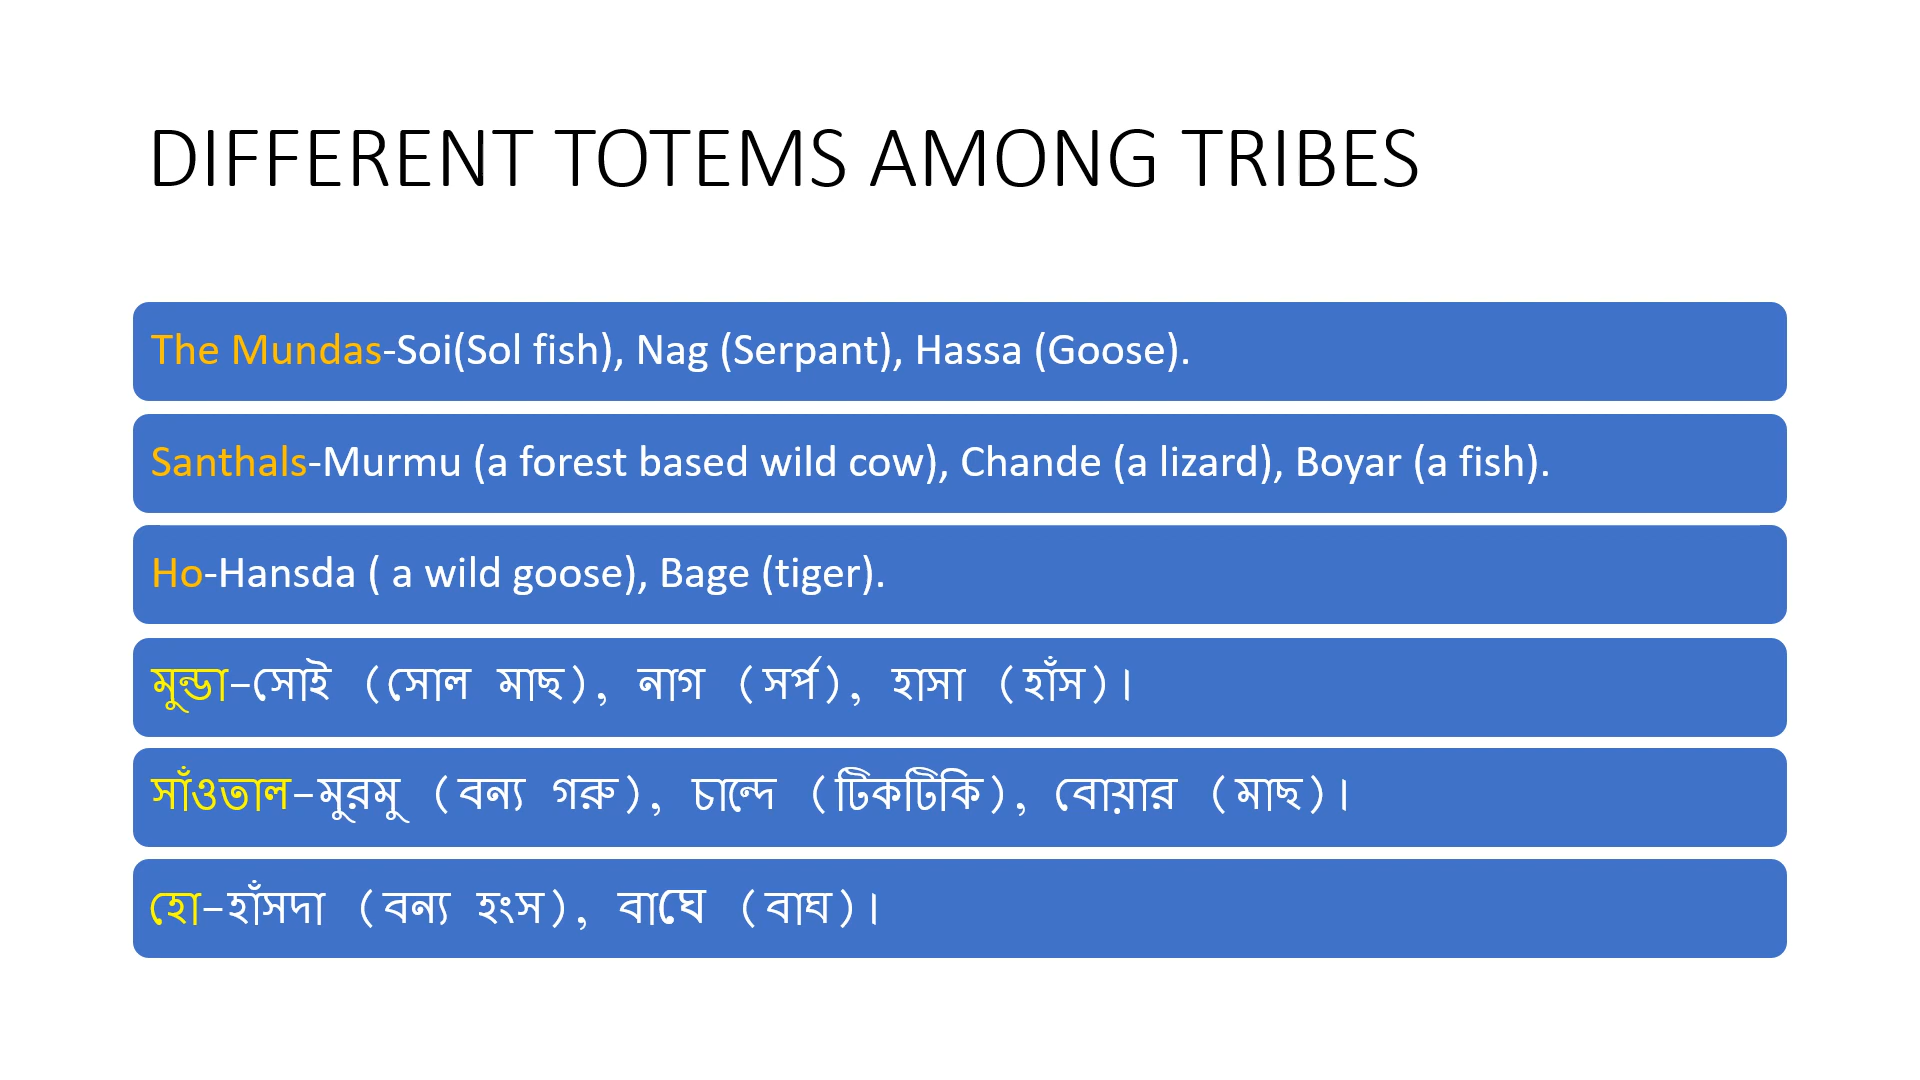 DIFFERENT TOTEMS AMONG TRIBES
The Mundas-Soi(Sol fish), Nag (Serpant), Hassa (Goose).
Santhals-Murmu (a forest based wild cow), Chande (a lizard), Boyar (a fish).
Ho-Hansda ( a wild goose), Bage (tiger).
মুন্ডা-সোই (সোল মাছ), নাগ (সর্প), হাসা (হাঁস)।
সাঁওতাল-মুরমু (বন্য গরু), চান্দে (টিকটিকি), বোয়ার (মাছ)।
হো-হাঁসদা (বন্য হংস), বাঘে (বাঘ)।